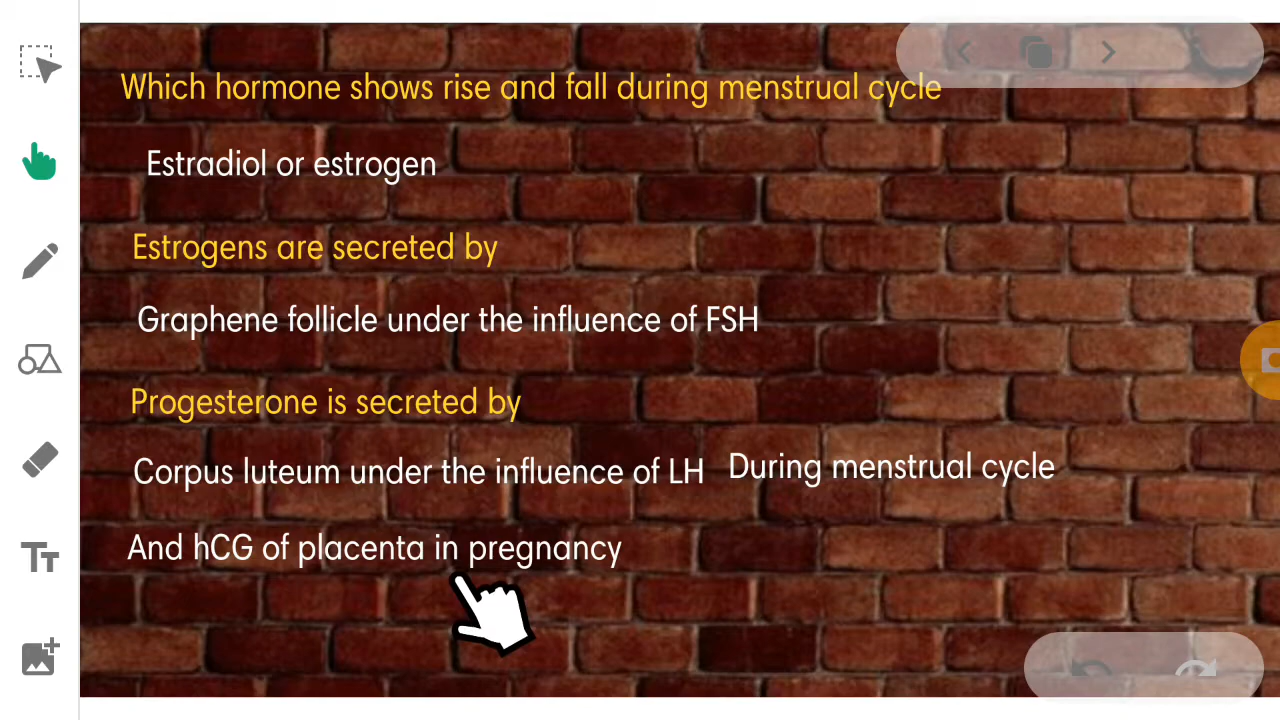 Which hormone shows rise and fall during menstrual cycle
Estradiol or estrogen
Estrogens are secreted by
Graphene follicle under the influence of FSH
Progesterone is secreted by
Corpus luteum under the influence of LH During menstrual cycle
And hCG of placenta in pregnancy